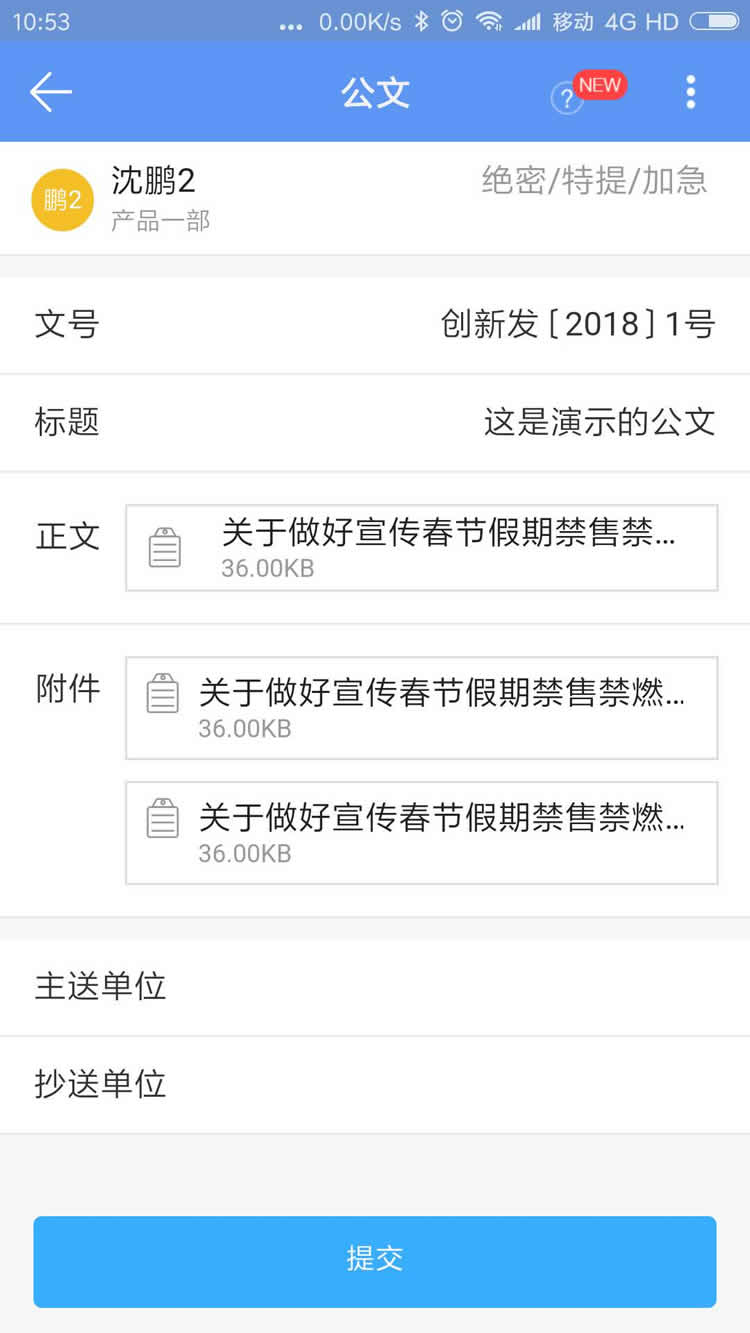 10:53 ... 0.00K/s 移动 4G HD
公文 ? NEW
鹏2 沈鹏2 绝密/特提/加急
产品一部
文号 创新发〔2018〕1号
标题 这是演示的公文
正文 关于做好宣传春节假期禁售禁...
36.00KB
附件 关于做好宣传春节假期禁售禁燃...
36.00KB
关于做好宣传春节假期禁售禁燃...
36.00KB
主送单位
抄送单位
提交